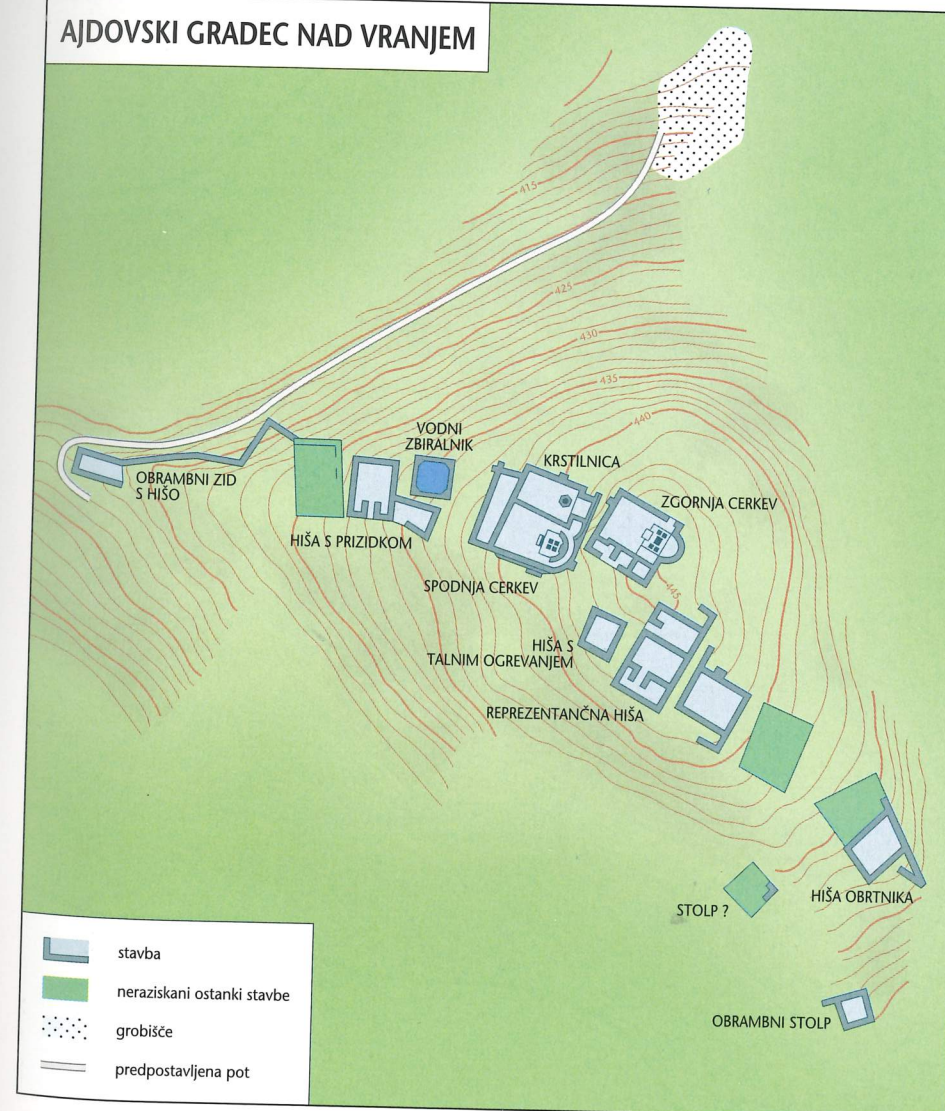 AJDOVSKI GRADEC NAD VRANJEM
415
425
430
435
440
VODNI
ZBIRALNIK
KRSTILNICA
OBRAMBNI ZID
S HIŠO
ZGORNJA CERKEV
HIŠA S PRIZIDKOM
SPODNJA CERKEV
445
HIŠA S
TALNIM OGREVANJEM
REPREZENTANČNA HIŠA
HIŠA OBRTNIKA
STOLP ?
OBRAMBNI STOLP
stavba
neraziskani ostanki stavbe
grobišče
predpostavljena pot